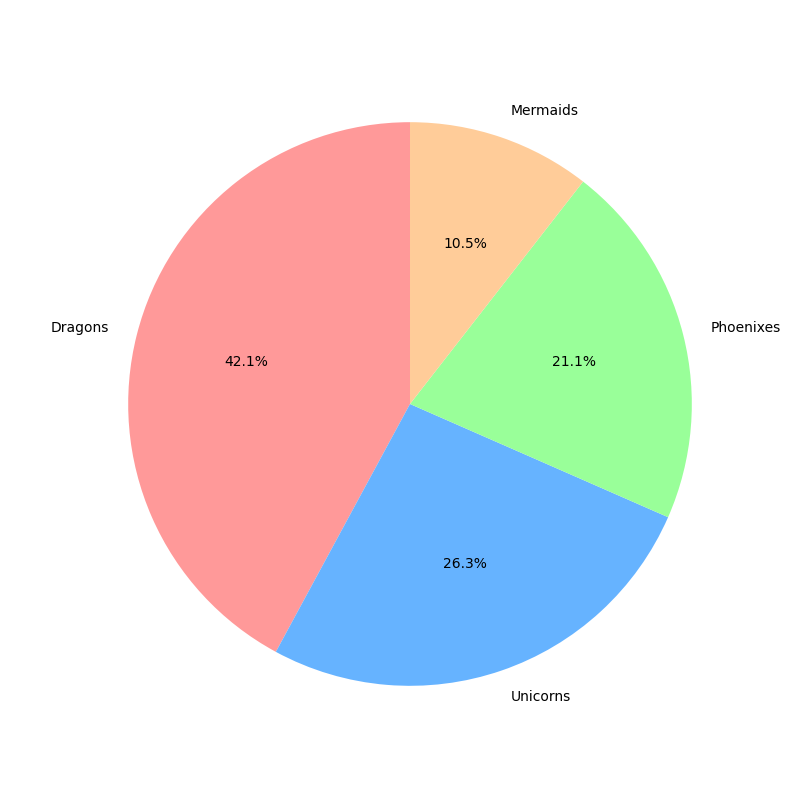 Mermaids
10.5%
Dragons
Phoenixes
42.1%
21.1%
26.3%
Unicorns